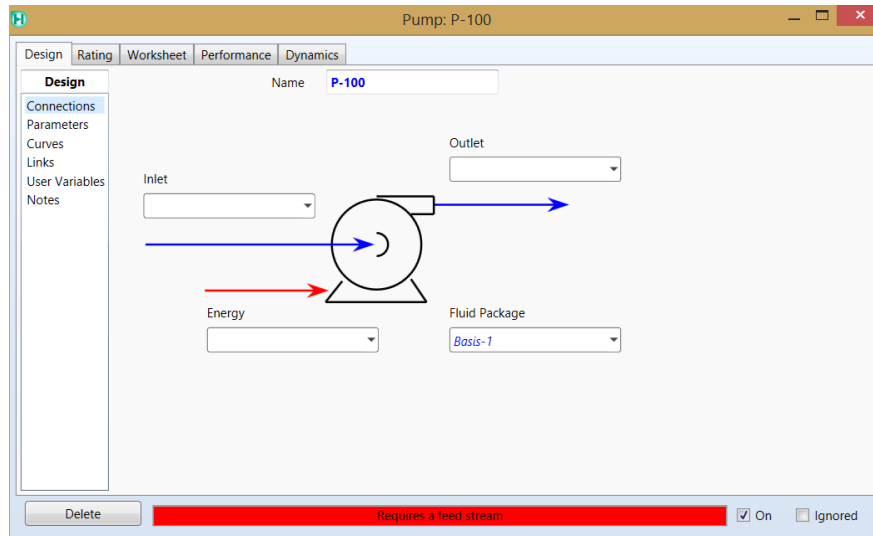 H
Pump: P-100
Design Rating Worksheet Performance Dynamics
Design
Connections
Parameters
Curves
Links
User Variables
Notes
Name P-100
Outlet
Inlet
Energy
Fluid Package
Basis-1
Delete
Requires a feed stream
On
Ignored